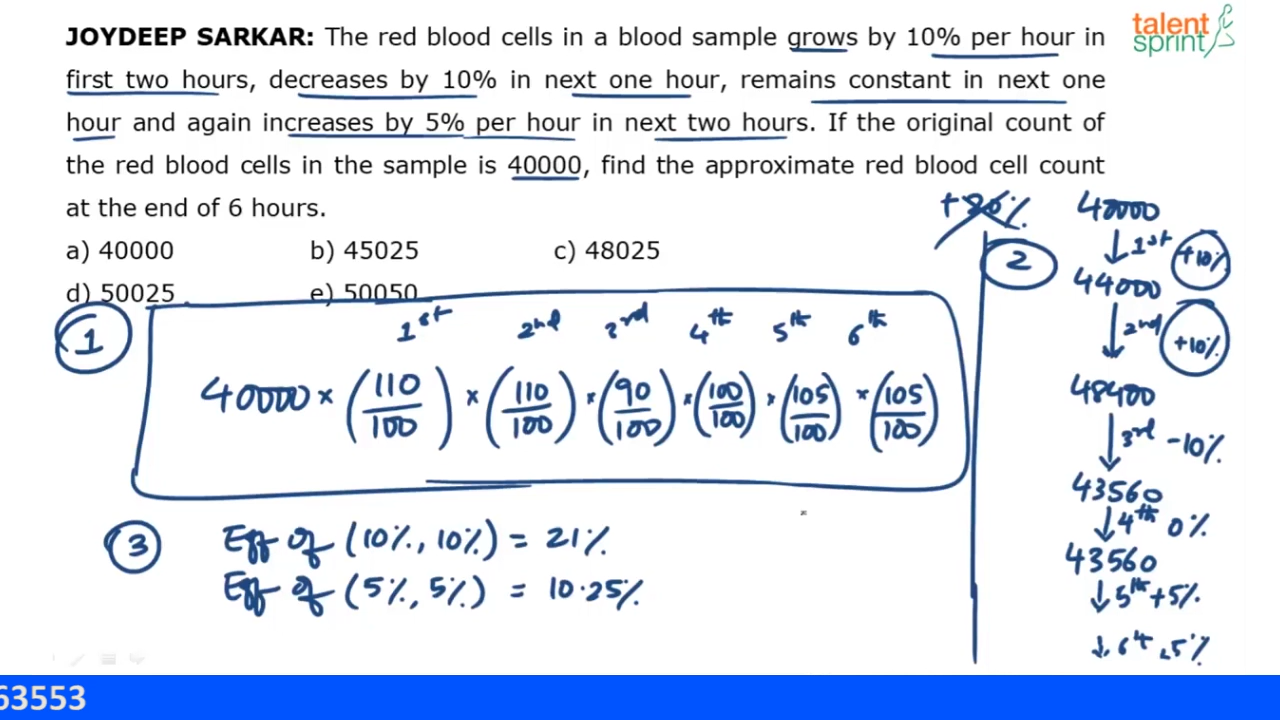 talent
sprint
JOYDEEP SARKAR: The red blood cells in a blood sample grows by 10% per hour in
first two hours, decreases by 10% in next one hour, remains constant in next one
hour and again increases by 5% per hour in next two hours. If the original count of
the red blood cells in the sample is 40000, find the approximate red blood cell count
at the end of 6 hours.
a) 40000 b) 45025 c) 48025
d) 50025 e) 50050
1
1st 2nd 3rd 4th 5th 6th
40000 × (110/100) × (110/100) × (90/100) × (100/100) × (105/100) × (105/100)
3
Eff of (10%, 10%) = 21%
Eff of (5%, 5%) = 10.25%
+20%
2
40000
↓ 1st +10%
44000
↓ 2nd +10%
48400
↓ 3rd -10%
43560
↓ 4th 0%
43560
↓ 5th +5%
↓ 6th +5%
63553